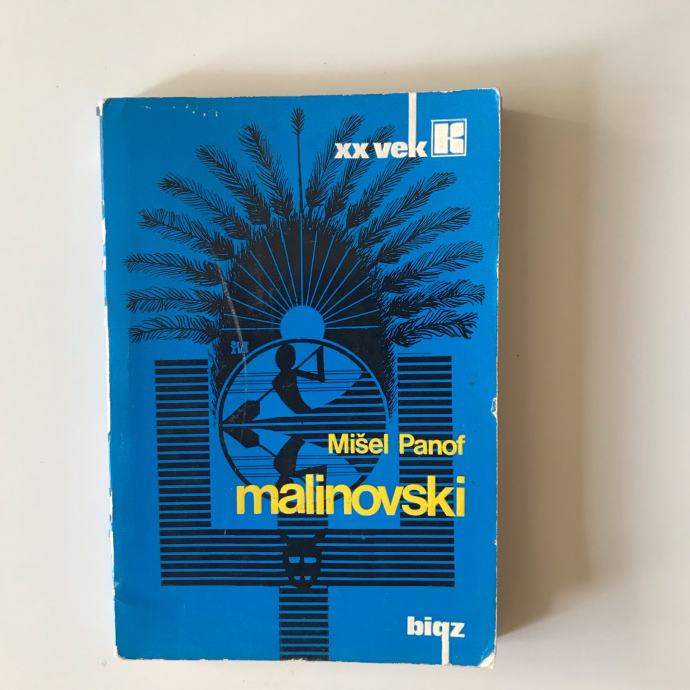 xx vek
Mišel Panof
malinovski
bigz